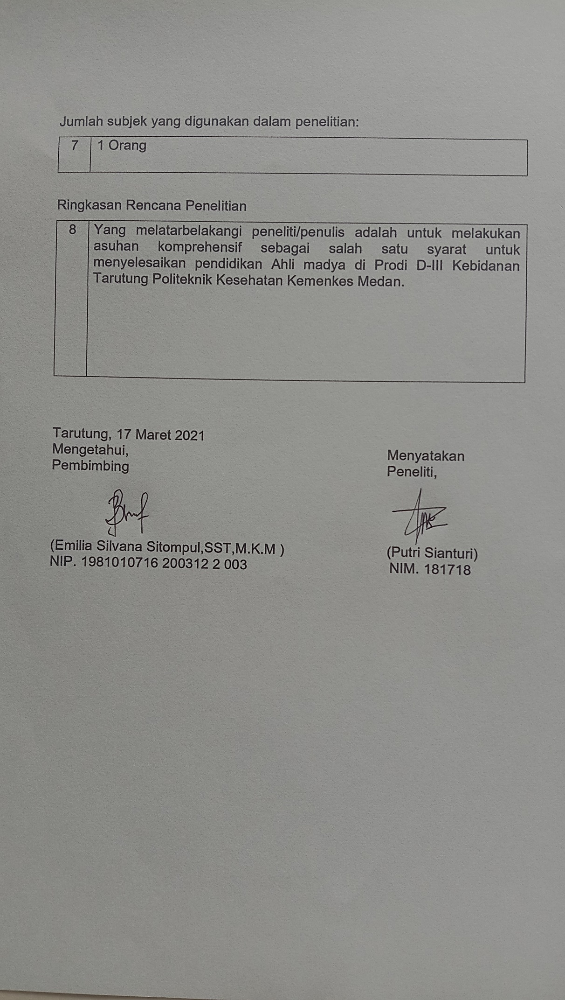 Jumlah subjek yang digunakan dalam penelitian:
7 1 Orang
Ringkasan Rencana Penelitian
8 Yang melatarbelakangi peneliti/penulis adalah untuk melakukan
asuhan komprehensif sebagai salah satu syarat untuk
menyelesaikan pendidikan Ahli madya di Prodi D-III Kebidanan
Tarutung Politeknik Kesehatan Kemenkes Medan.
Tarutung, 17 Maret 2021
Mengetahui,
Pembimbing
(Emilia Silvana Sitompul,SST,M.K.M )
NIP. 1981010716 200312 2 003
Menyatakan
Peneliti,
(Putri Sianturi)
NIM. 181718